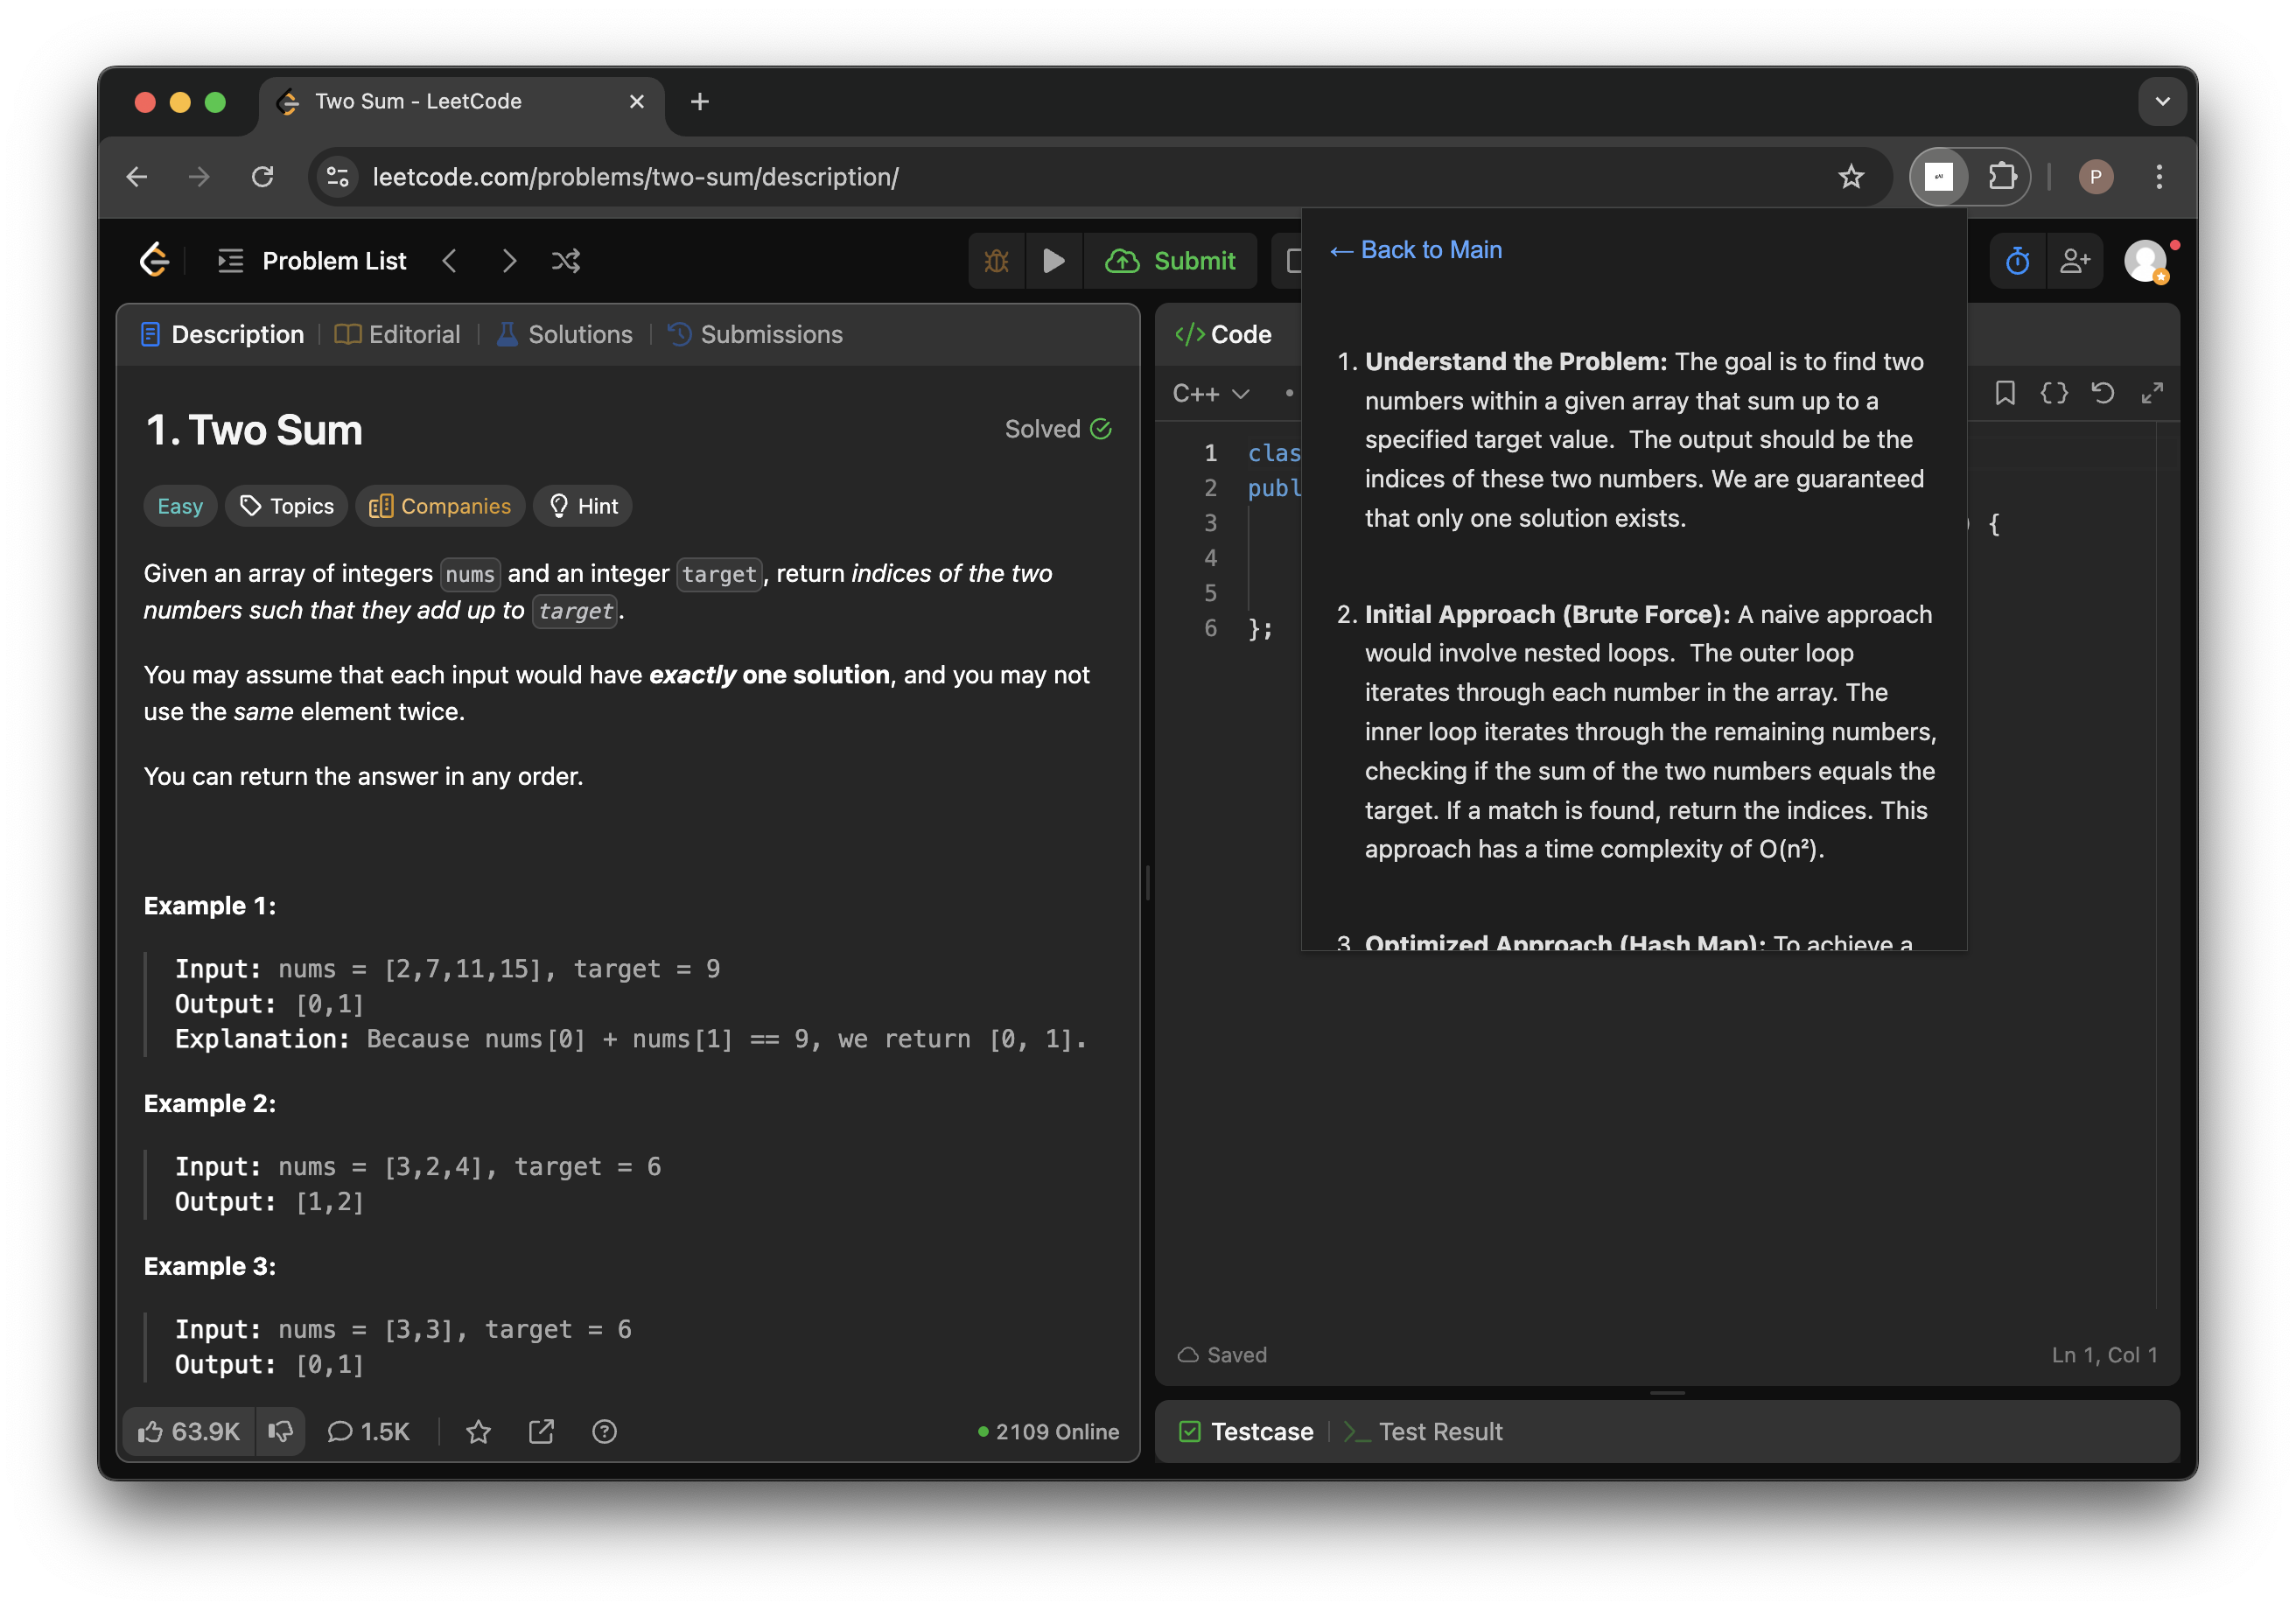 Two Sum - LeetCode
leetcode.com/problems/two-sum/description/
P
Problem List
Submit
← Back to Main
Description
Editorial
Solutions
Submissions
1. Two Sum
Solved
Easy
Topics
Companies
Hint
Given an array of integers nums and an integer target, return indices of the two
numbers such that they add up to target.
You may assume that each input would have exactly one solution, and you may not
use the same element twice.
You can return the answer in any order.
Example 1:
Input: nums = [2,7,11,15], target = 9
Output: [0,1]
Explanation: Because nums[0] + nums[1] == 9, we return [0, 1].
Example 2:
Input: nums = [3,2,4], target = 6
Output: [1,2]
Example 3:
Input: nums = [3,3], target = 6
Output: [0,1]
63.9K
1.5K
2109 Online
</> Code
C++
1 clas
2 publ
3 ) {
4
5
6 };
1. Understand the Problem: The goal is to find two
numbers within a given array that sum up to a
specified target value. The output should be the
indices of these two numbers. We are guaranteed
that only one solution exists.
2. Initial Approach (Brute Force): A naive approach
would involve nested loops. The outer loop
iterates through each number in the array. The
inner loop iterates through the remaining numbers,
checking if the sum of the two numbers equals the
target. If a match is found, return the indices. This
approach has a time complexity of O(n²).
3. Optimized Approach (Hash Map): To achieve a
Saved
Ln 1, Col 1
Testcase
Test Result